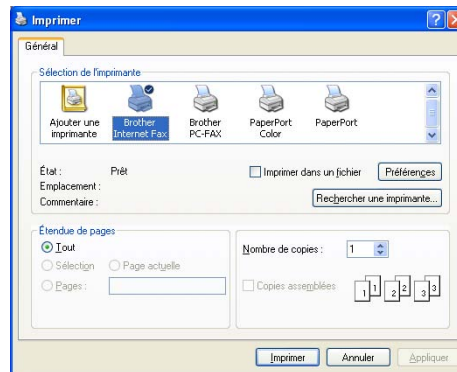 Imprimer
Général
Sélection de l'imprimante
Ajouter une imprimante
Brother Internet Fax
Brother PC-FAX
PaperPort Color
PaperPort
État : Prêt
Emplacement :
Commentaire :
Imprimer dans un fichier
Préférences
Rechercher une imprimante...
Étendue de pages
Tout
Sélection
Page actuelle
Pages :
Nombre de copies : 1
Copies assemblées
1 1 2 2 3 3
Imprimer
Annuler
Appliquer